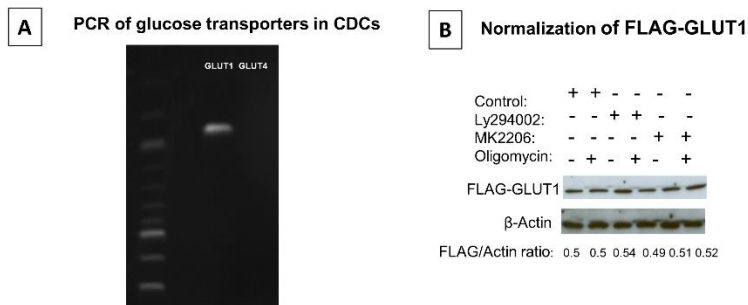 A
PCR of glucose transporters in CDCs
GLUT1 GLUT4
B
Normalization of FLAG-GLUT1
Control: + + - - - -
Ly294002: - - + + - -
MK2206: - - - - + +
Oligomycin: - + - + - +
FLAG-GLUT1
β-Actin
FLAG/Actin ratio: 0.5 0.5 0.54 0.49 0.51 0.52